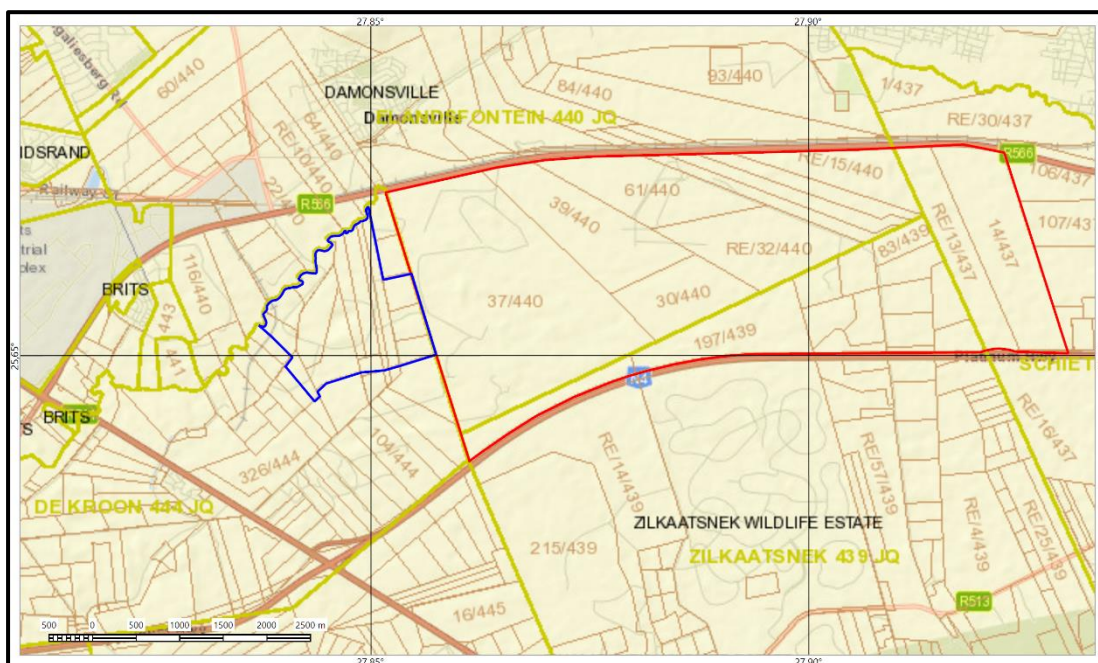 27.85°
27.90°
60/440
93/440
84/440
1/437
DAMONSVILLE
Damonsville
ELANDSFONTEIN 440 JQ
RE/30/437
64/440
RE/10/440
IDSRAND
RE/15/440
R566
106/437
Railway
61/440
22/440
R566
39/440
107/437
14/437
RE/32/440
83/439
RE/13/437
116/440
BRITS
37/440
30/440
443
197/439
441
25.65°
SCHIET
BRITS
RE/16/437
104/444
326/444
RE/14/439
RE/57/439
DE KROON 444 JQ
ZILKAATSNEK WILDLIFE ESTATE
RE/4/439
RE/25/439
215/439
ZILKAATSNEK 439 JQ
R513
16/445
500 0 500 1000 1500 2000 2500 m
27.85°
27.90°